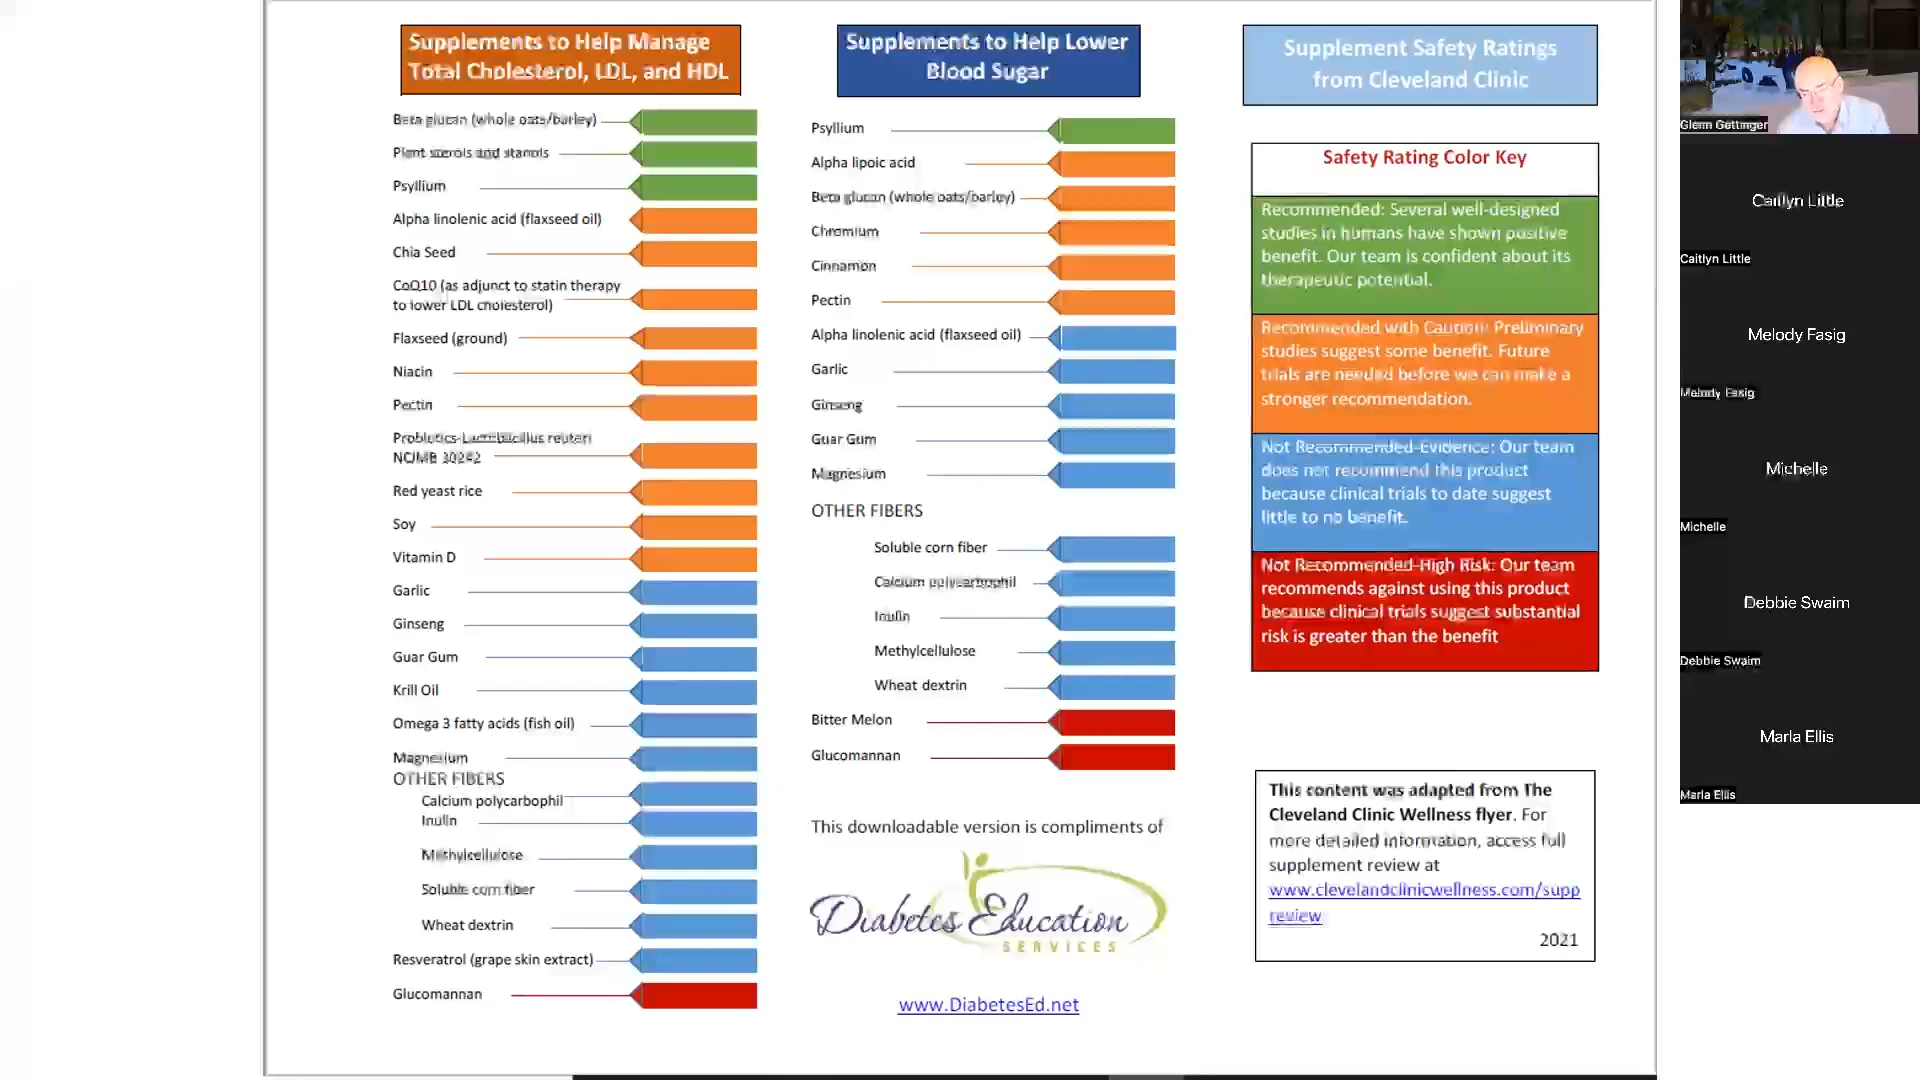 Supplements to Help Manage
Total Cholesterol, LDL, and HDL
Beta glucan (whole oats/barley)
Plant sterols and stanols
Psyllium
Alpha linolenic acid (flaxseed oil)
Chia Seed
CoQ10 (as adjunct to statin therapy
to lower LDL cholesterol)
Flaxseed (ground)
Niacin
Pectin
Probiotics-Lactobacillus reuteri
NCIMB 30242
Red yeast rice
Soy
Vitamin D
Garlic
Ginseng
Guar Gum
Krill Oil
Omega 3 fatty acids (fish oil)
Magnesium
OTHER FIBERS
Calcium polycarbophil
Inulin
Methylcellulose
Soluble corn fiber
Wheat dextrin
Resveratrol (grape skin extract)
Glucomannan
Supplements to Help Lower
Blood Sugar
Psyllium
Alpha lipoic acid
Beta glucan (whole oats/barley)
Chromium
Cinnamon
Pectin
Alpha linolenic acid (flaxseed oil)
Garlic
Ginseng
Guar Gum
Magnesium
OTHER FIBERS
Soluble corn fiber
Calcium polycarbophil
Inulin
Methylcellulose
Wheat dextrin
Bitter Melon
Glucomannan
This downloadable version is compliments of
Diabetes Education
SERVICES
www.DiabetesEd.net
Supplement Safety Ratings
from Cleveland Clinic
Safety Rating Color Key
Recommended: Several well-designed
studies in humans have shown positive
benefit. Our team is confident about its
therapeutic potential.
Recommended with Caution: Preliminary
studies suggest some benefit. Future
trials are needed before we can make a
stronger recommendation.
Not Recommended-Evidence: Our team
does not recommend this product
because clinical trials to date suggest
little to no benefit.
Not Recommended-High Risk: Our team
recommends against using this product
because clinical trials suggest substantial
risk is greater than the benefit
This content was adapted from The
Cleveland Clinic Wellness flyer. For
more detailed information, access full
supplement review at
www.clevelandclinicwellness.com/supp
review
2021
Glenn Gettinger
Caitlyn Little
Caitlyn Little
Melody Fasig
Melody Fasig
Michelle
Michelle
Debbie Swaim
Debbie Swaim
Marla Ellis
Marla Ellis